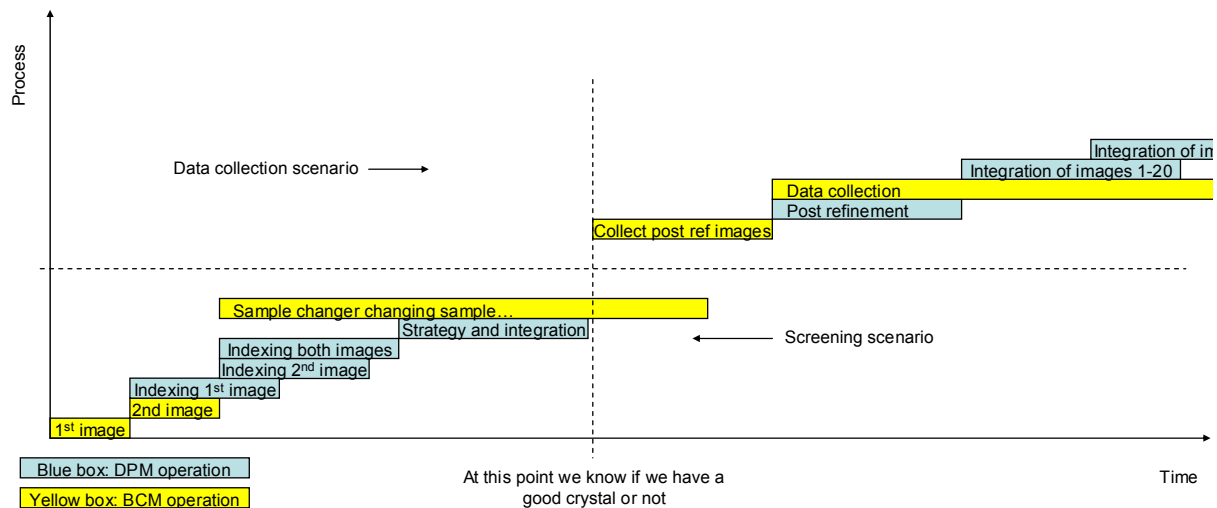 Process
Integration of im
Data collection scenario
Integration of images 1-20
Data collection
Post refinement
Collect post ref images
Sample changer changing sample…
Strategy and integration
Screening scenario
Indexing both images
Indexing 2nd image
Indexing 1st image
2nd image
1st image
Blue box: DPM operation
Yellow box: BCM operation
At this point we know if we have a
good crystal or not
Time